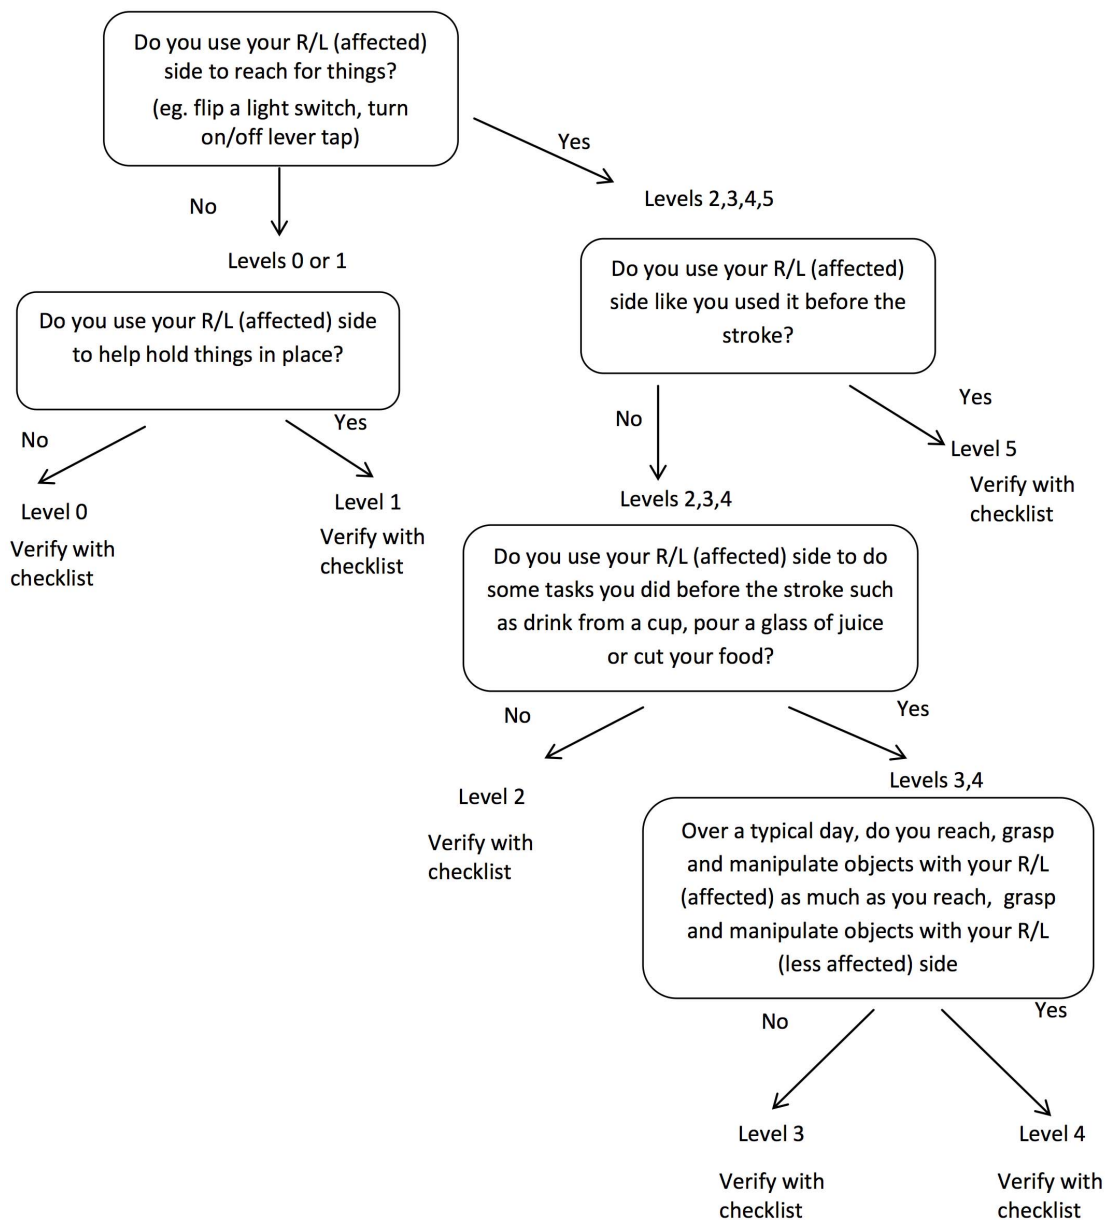 Do you use your R/L (affected)
side to reach for things?
(eg. flip a light switch, turn
on/off lever tap)
Yes
No
Levels 2,3,4,5
Levels 0 or 1
Do you use your R/L (affected)
side like you used it before the
stroke?
Do you use your R/L (affected) side
to help hold things in place?
No
Yes
Level 0
Verify with
checklist
Level 1
Verify with
checklist
No
Yes
Level 5
Verify with
checklist
Levels 2,3,4
Do you use your R/L (affected) side to do
some tasks you did before the stroke such
as drink from a cup, pour a glass of juice
or cut your food?
No
Yes
Level 2
Verify with
checklist
Levels 3,4
Over a typical day, do you reach, grasp
and manipulate objects with your R/L
(affected) as much as you reach,  grasp
and manipulate objects with your R/L
(less affected) side
No
Yes
Level 3
Verify with
checklist
Level 4
Verify with
checklist